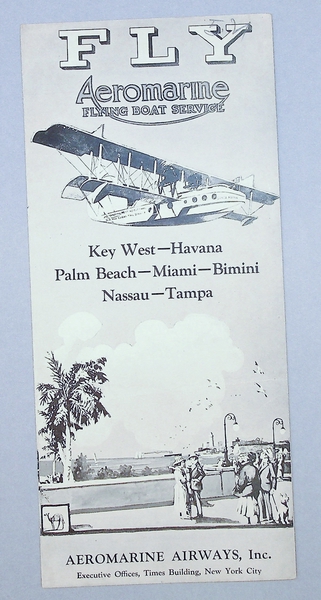 FLY
Aeromarine
FLYING BOAT SERVICE
Key West—Havana
Palm Beach—Miami—Bimini
Nassau—Tampa
AEROMARINE AIRWAYS, Inc.
Executive Offices, Times Building, New York City